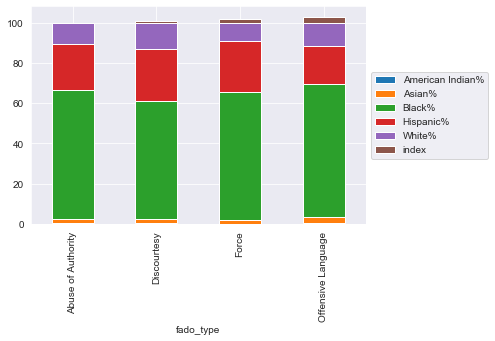 100
80
60
40
20
0
Abuse of Authority
Discourtesy
Force
Offensive Language
fado_type
American Indian%
Asian%
Black%
Hispanic%
White%
index